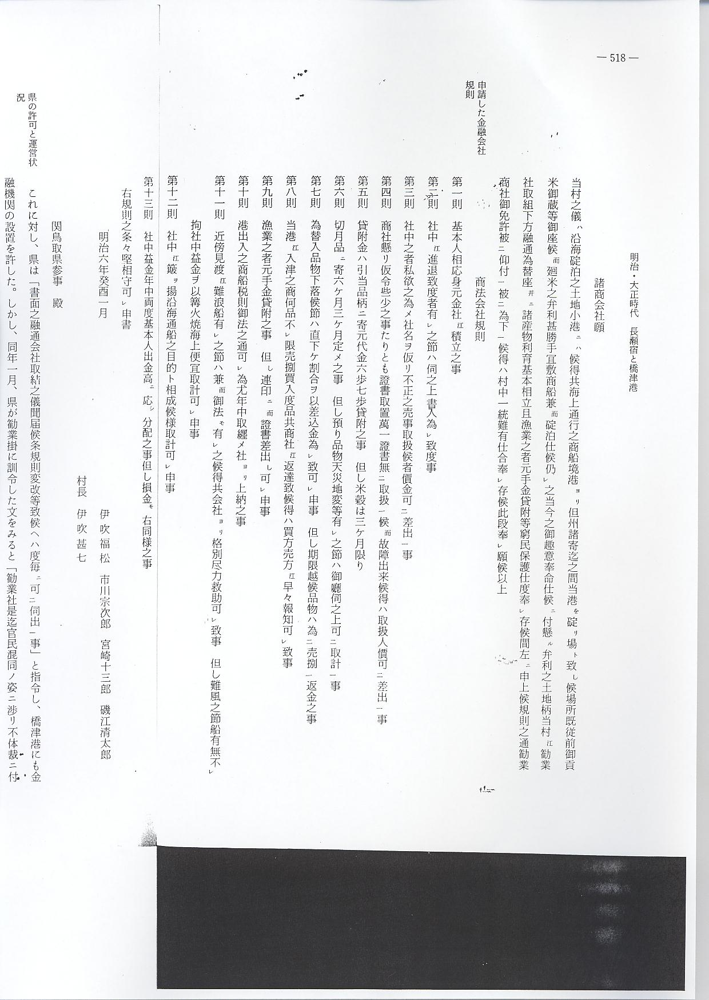 ― 518 ―
明治・大正時代　長瀬宿と橋津港
諸商会社願
当村之儀ハ沿海碇泊之土地小港ニハ候得共海上通行之商船境港ヨリ但州諸寄迄之間当港を碇リ場ト致シ候場所既従前御貢
米御蔵等御座候而廻米之弁利甚勝手冝敷商船兼而碇泊仕候仍レ之当今之御趣意奉命仕候ニ付懸ル弁利之土地柄当村江勧業
社取組下方融通為替座井ニ諸産物利育基本相立且漁業之者元手金貸附等窮民保護仕度奉レ存候間左ニ申上候規則之通勧業
商社御免許被ニ仰付一被ニ為下一候得ハ村中一統難有仕合奉レ存候此段奉レ願候以上
申請した金融会社
規則
商法会社規則
第一則　基本人相応身元金社江積立之事
第二則　社中江進退致度者有レ之節ハ伺之上書入為レ致度事
第三則　社中之者私欲之為メ社名ヲ仮リ不正之売事取扱候者價金可ニ差出一事
第四則　商社懸リ仮令些少之事たりとも證書取置萬一證書無ニ取扱一候而故障出来候得ハ取扱人價可ニ差出一事
第五則　貸附金ハ引当品柄ニ寄元代金六歩七歩貸附之事　但し米穀は三ケ月限り
第六則　切月品ニ寄六ケ月三ケ月定メ之事　但し預り品物天災地変等有レ之節ハ御廳伺之上可ニ取計一事
第七則　為替入品物下落候節ハ直下ケ割合ヲ以差込金為レ致可レ申事　但し期限越候品物ハ為ニ売捌一返金之事
第八則　当港江入津之商何品不レ限売捌買入度品共商社江返達致候得ハ買方売方江早々報知可レ致事
第九則　漁業之者元手金貸附之事　但し連印ニ而證書差出し可レ申事
第十則　港出入之商船税則御法之通可レ為尤年中取纒メ社ヨリ上納之事
第十一則　近傍見渡江難浪船有レ之節ハ兼而御法モ有レ之候得共会社ヨリ格別尽力救助可レ致事　但し難風之節船有無不レ
拘社中益金ヲ以篝火焼海上便冝取計可レ申事
第十二則　社中江籏ヲ揚沿海通船之目的ト相成候様取計可レ申事
第十三則　社中益金年中両度基本人出金高ニ応シ分配之事但し損金モ右同様之事
右規則之条々堅相守可レ申書
明治六年癸酉一月
伊吹福松　市川宗次郎　宮崎十三郎　磯江清太郎
村長　伊吹甚七
関鳥取県参事　殿
県の許可と運営状
況
これに対し、県は「書面之融通会社取結之儀聞届候条規則変改等致候ヘハ度毎ニ可ニ伺出一事」と指令し、橋津港にも金
融機関の設置を許した。しかし、同年一月、県が勧業掛に訓令した文をみると「勧業社是迄官民混同ノ姿ニ渉リ不体裁ニ付